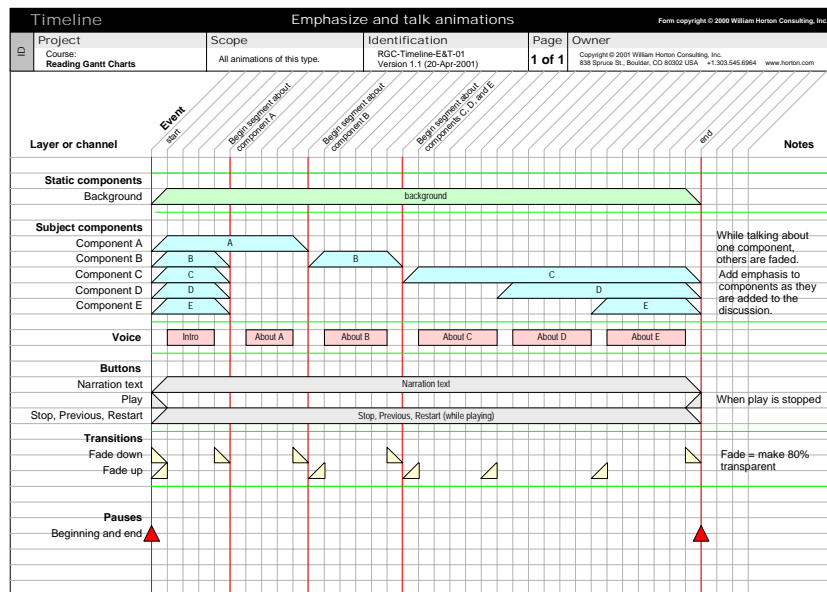 Timeline
Emphasize and talk animations
Form copyright © 2000 William Horton Consulting, Inc.
ID
Project
Course:
Reading Gantt Charts
Scope
All animations of this type.
Identification
RGC-Timeline-E&T-01
Version 1.1 (20-Apr-2001)
Page
1 of 1
Owner
Copyright © 2001 William Horton Consulting, Inc.
838 Spruce St., Boulder, CO 80302 USA +1.303.545.6964 www.horton.com
Layer or channel
Event
start
Begin segment about
component A
Begin segment about
component B
Begin segment about
components C, D, and E
end
Notes
Static components
Background
background
Subject components
Component A
A
Component B
B
B
Component C
C
C
Component D
D
D
Component E
E
E
While talking about
one component,
others are faded.
Add emphasis to
components as they
are added to the
discussion.
Voice
Intro
About A
About B
About C
About D
About E
Buttons
Narration text
Narration text
Play
When play is stopped
Stop, Previous, Restart
Stop, Previous, Restart (while playing)
Transitions
Fade down
Fade up
Fade = make 80%
transparent
Pauses
Beginning and end